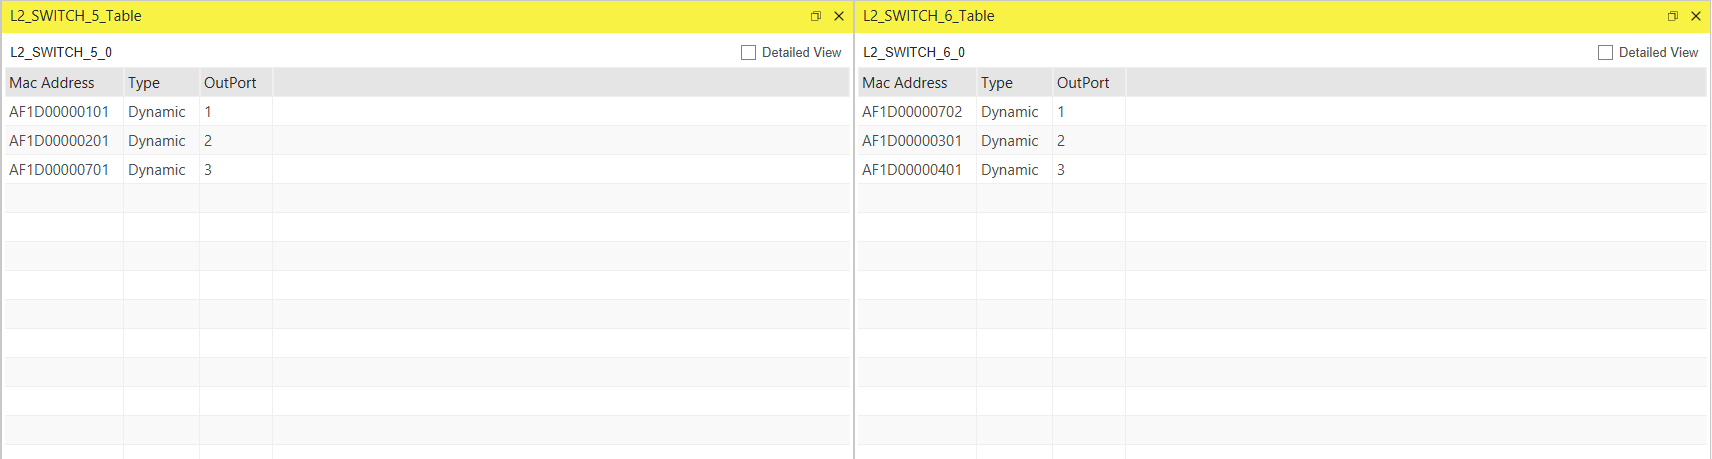 L2_SWITCH_5_Table
L2_SWITCH_5_0 Detailed View
Mac Address Type OutPort
AF1D00000101 Dynamic 1
AF1D00000201 Dynamic 2
AF1D00000701 Dynamic 3
L2_SWITCH_6_Table
L2_SWITCH_6_0 Detailed View
Mac Address Type OutPort
AF1D00000702 Dynamic 1
AF1D00000301 Dynamic 2
AF1D00000401 Dynamic 3